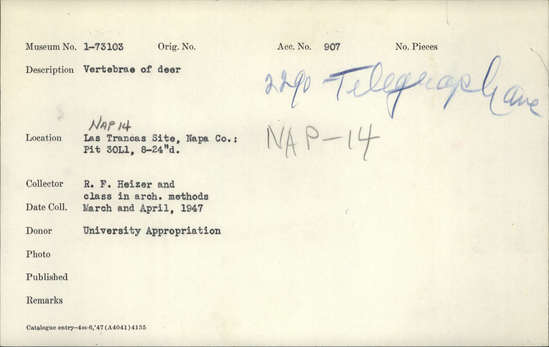 Museum No. 1-73103 Orig. No. Acc. No. 907 No. Pieces
Description Vertebrae of deer
2290 Telegraph Ave
NAP 14
Location Las Trancas Site, Napa Co.;
Pit 30L1, 8-24"d.
NAP-14
Collector R. F. Heizer and
class in arch. methods
Date Coll. March and April, 1947
Donor University Appropriation
Photo
Published
Remarks
Catalogue entry-4m-6,'47(A4041)4135